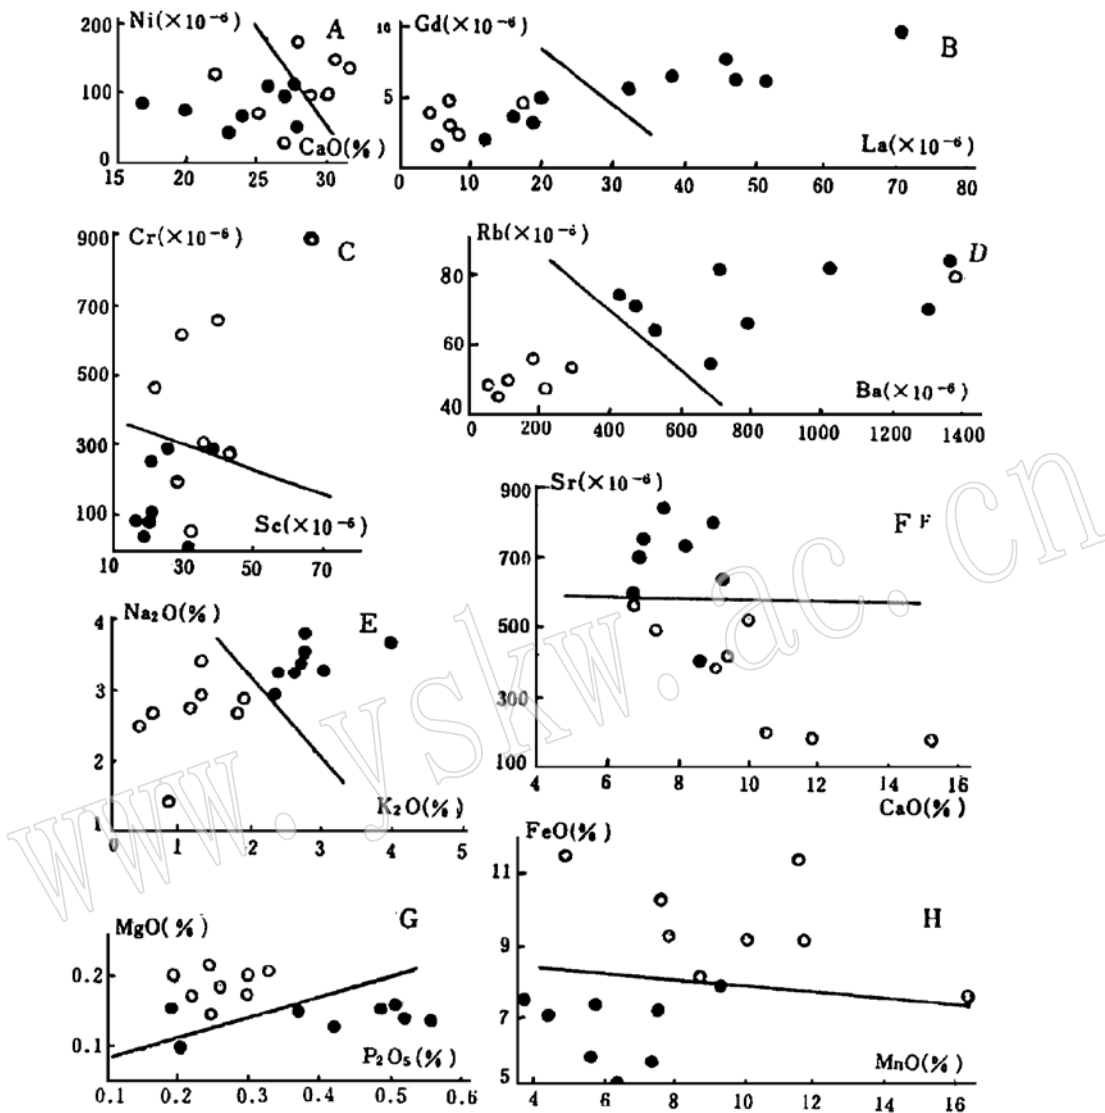 Ni(×10⁻⁶)
A
200
100
0
CaO(%)
15 20 25 30
Gd(×10⁻⁶)
B
10
5
La(×10⁻⁶)
0 10 20 30 40 50 60 70 80
Cr(×10⁻⁶)
C
900
700
500
300
100
Sc(×10⁻⁶)
10 30 50 70
Rb(×10⁻⁶)
D
80
60
40
Ba(×10⁻⁶)
0 200 400 600 800 1000 1200 1400
Na₂O(%)
E
4
3
2
1
K₂O(%)
0 1 2 3 4 5
Sr(×10⁻⁶)
F F
900
700
500
300
100
4 6 8 10 12 14 16
CaO(%)
MgO(%)
G
0.2
0.1
P₂O₅(%)
0.1 0.2 0.3 0.4 0.5 0.6
FeO(%)
H
11
9
7
5
MnO(%)
4 6 8 10 12 14 16
www.yskw.ac.cn